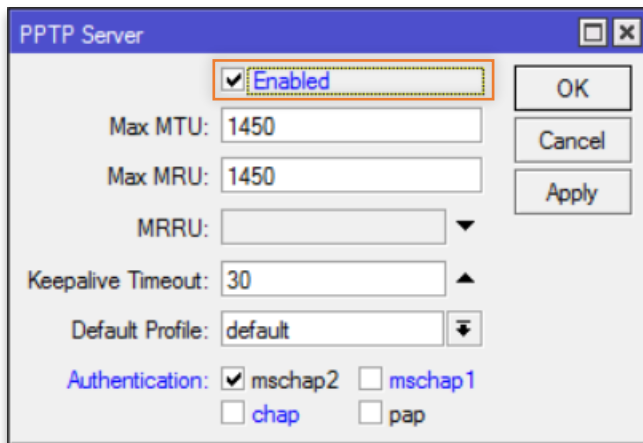 PPTP Server
Enabled
OK
Max MTU: 1450
Cancel
Max MRU: 1450
Apply
MRRU:
Keepalive Timeout: 30
Default Profile: default
Authentication: mschap2 mschap1
chap pap